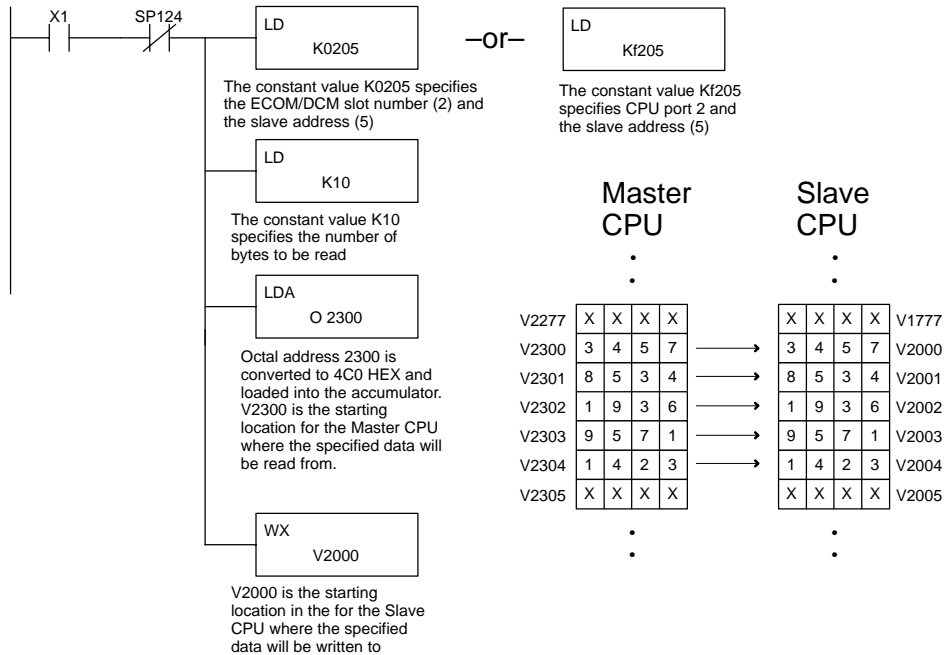 X1
SP124
LD
K0205
–or–
LD
Kf205
The constant value K0205 specifies
the ECOM/DCM slot number (2) and
the slave address (5)
The constant value Kf205
specifies CPU port 2 and
the slave address (5)
LD
K10
The constant value K10
specifies the number of
bytes to be read
LDA
O 2300
Octal address 2300 is
converted to 4C0 HEX and
loaded into the accumulator.
V2300 is the starting
location for the Master CPU
where the specified data will
be read from.
WX
V2000
V2000 is the starting
location in the for the Slave
CPU where the specified
data will be written to
Master
CPU
Slave
CPU
V2277 X X X X X X X X V1777
V2300 3 4 5 7 3 4 5 7 V2000
V2301 8 5 3 4 8 5 3 4 V2001
V2302 1 9 3 6 1 9 3 6 V2002
V2303 9 5 7 1 9 5 7 1 V2003
V2304 1 4 2 3 1 4 2 3 V2004
V2305 X X X X X X X X V2005